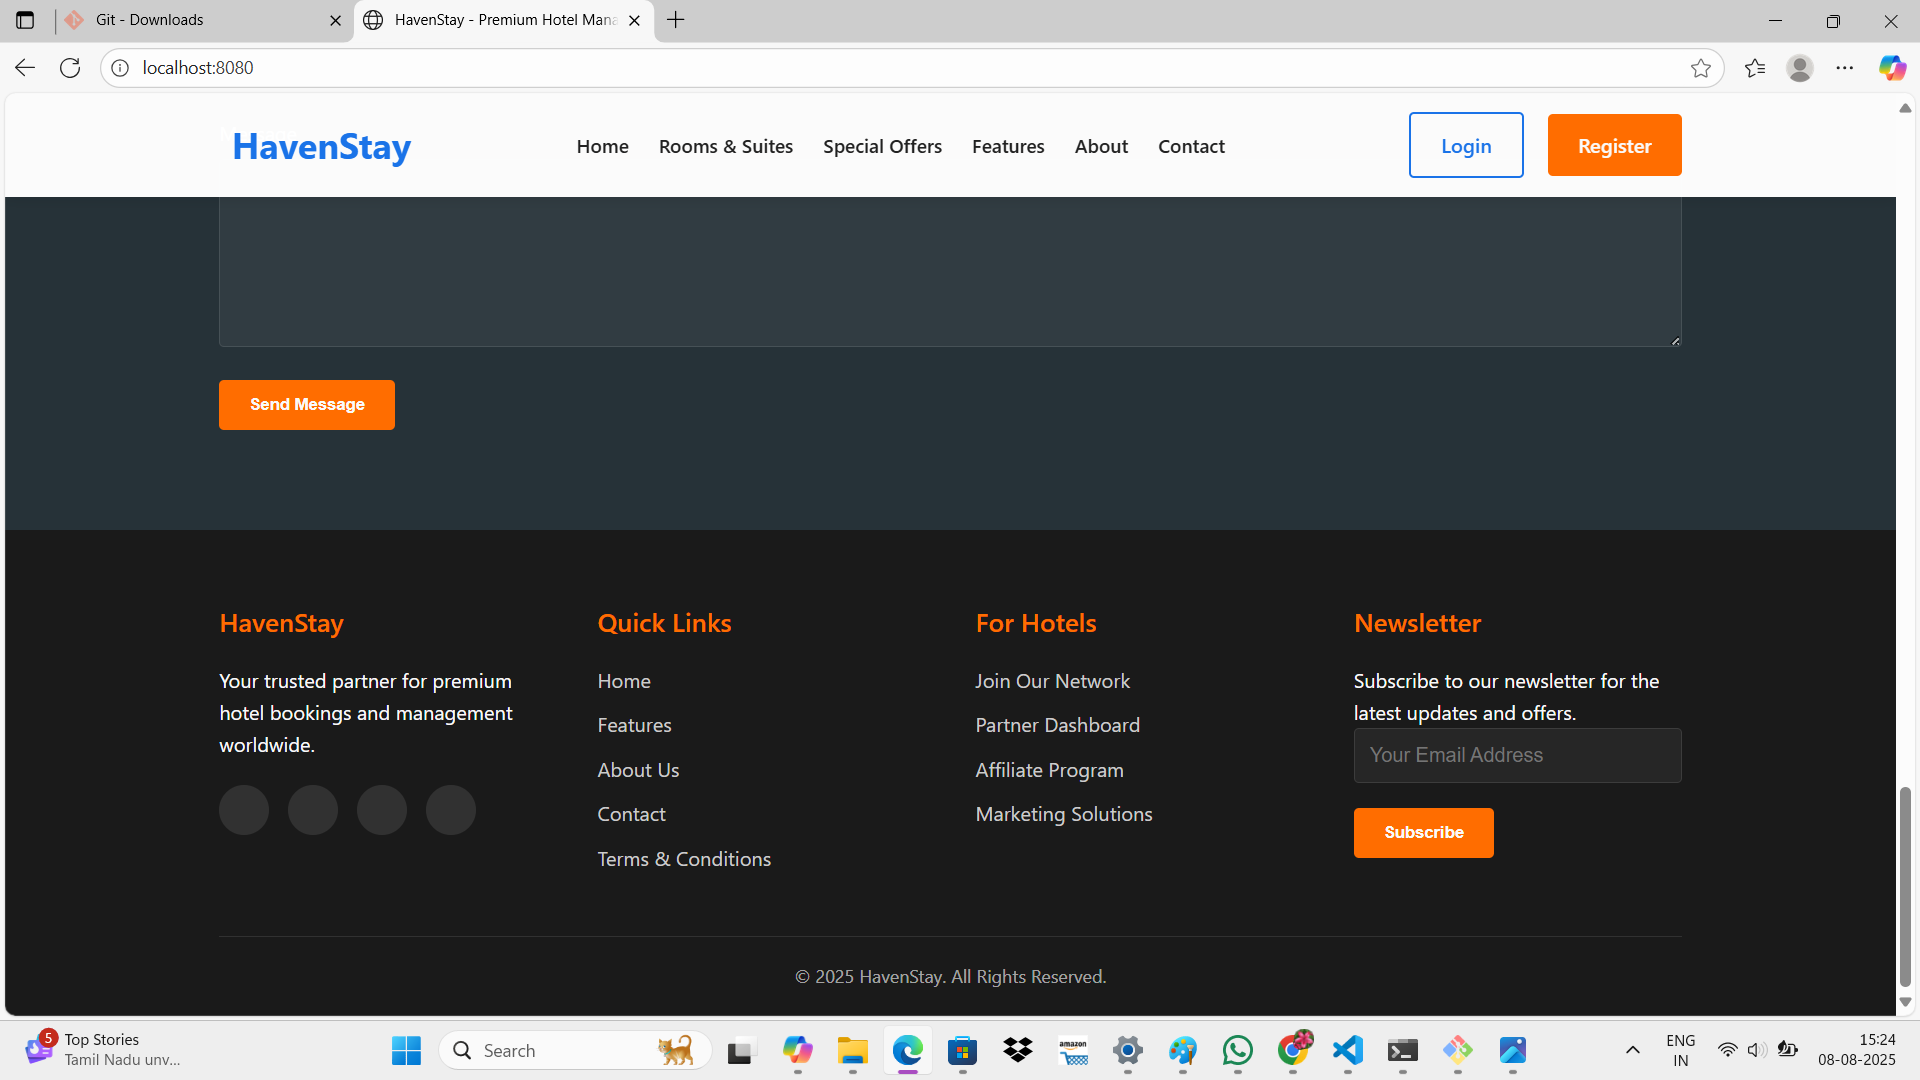 Git - Downloads
HavenStay - Premium Hotel Mana
localhost:8080
HavenStay
Home
Rooms & Suites
Special Offers
Features
About
Contact
Login
Register
Send Message
HavenStay
Your trusted partner for premium
hotel bookings and management
worldwide.
Quick Links
Home
Features
About Us
Contact
Terms & Conditions
For Hotels
Join Our Network
Partner Dashboard
Affiliate Program
Marketing Solutions
Newsletter
Subscribe to our newsletter for the
latest updates and offers.
Your Email Address
Subscribe
© 2025 HavenStay. All Rights Reserved.
5
Top Stories
Tamil Nadu unv...
Search
amazon
ENG
IN
15:24
08-08-2025